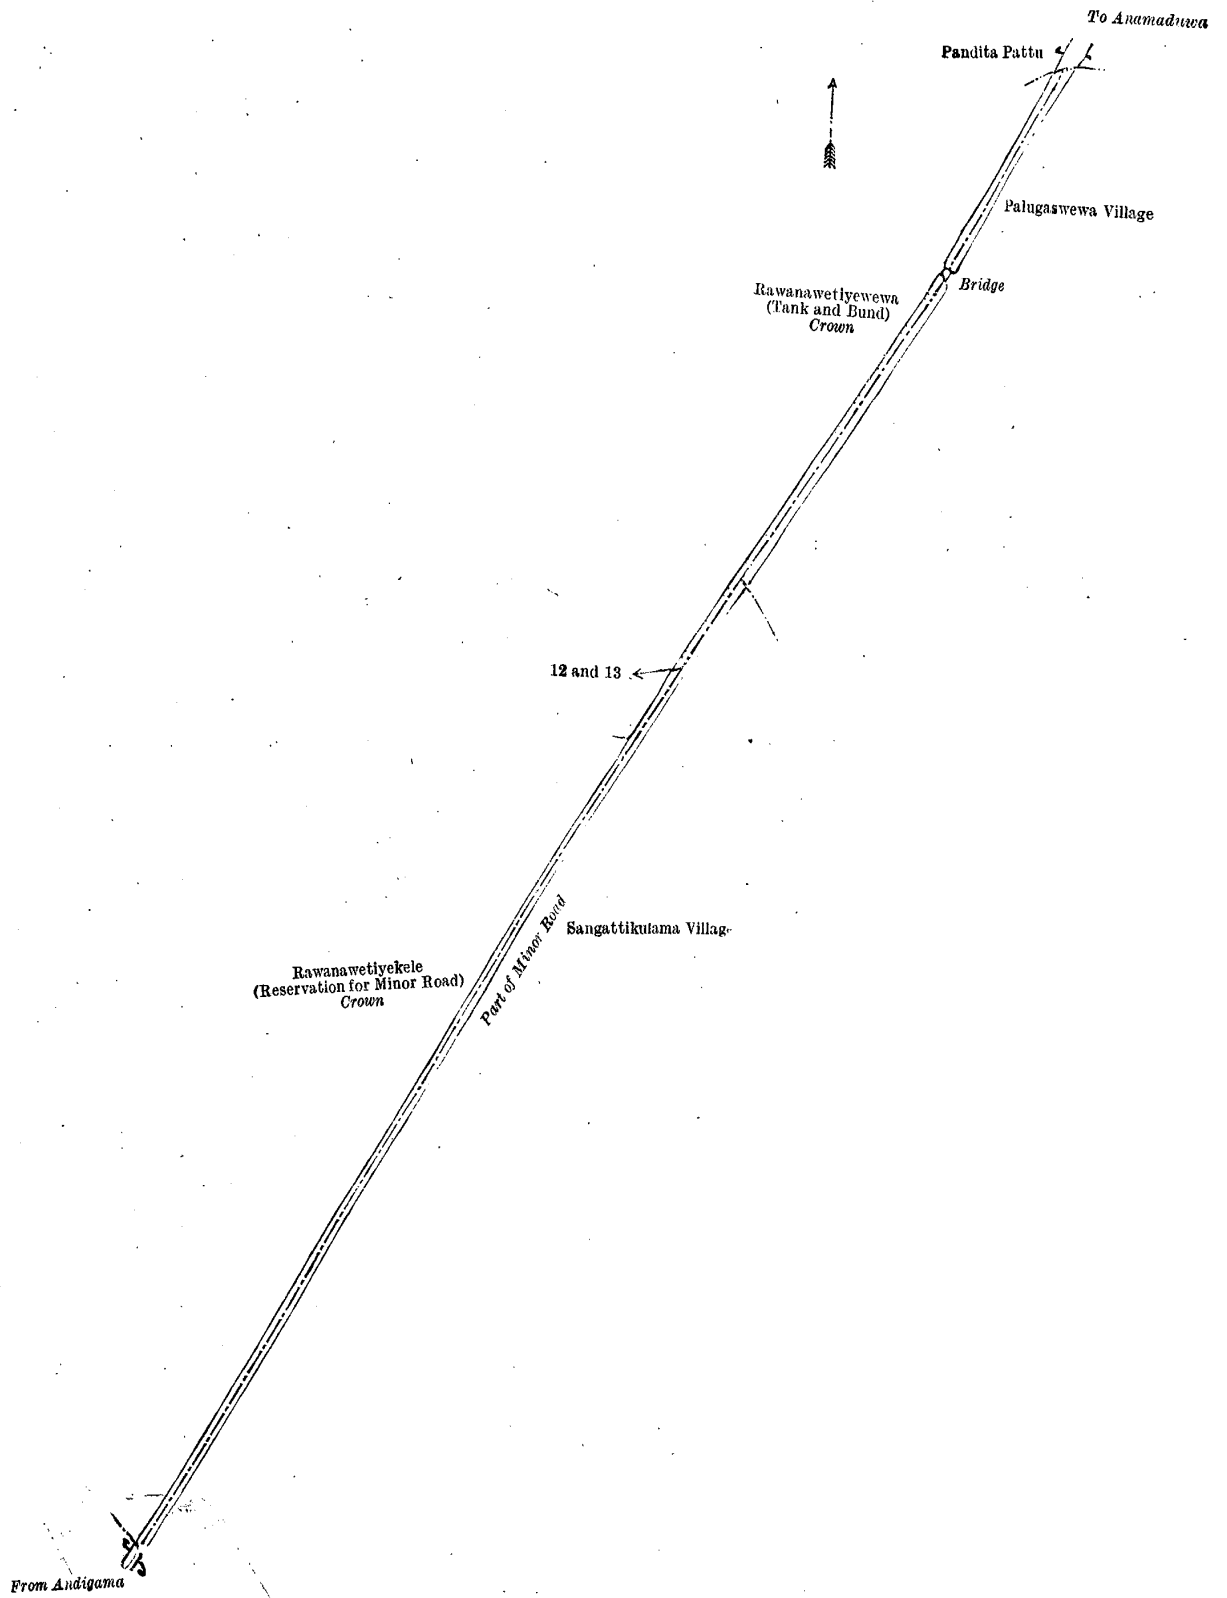 To Anamaduwa
Pandita Pattu
Palugaswewa Village
Bridge
Rawanawetiyewewa
(Tank and Bund)
Crown
12 and 13
Part of Minor Road
Sangattikulama Village
Rawanawetiyekele
(Reservation for Minor Road)
Crown
From Andigama